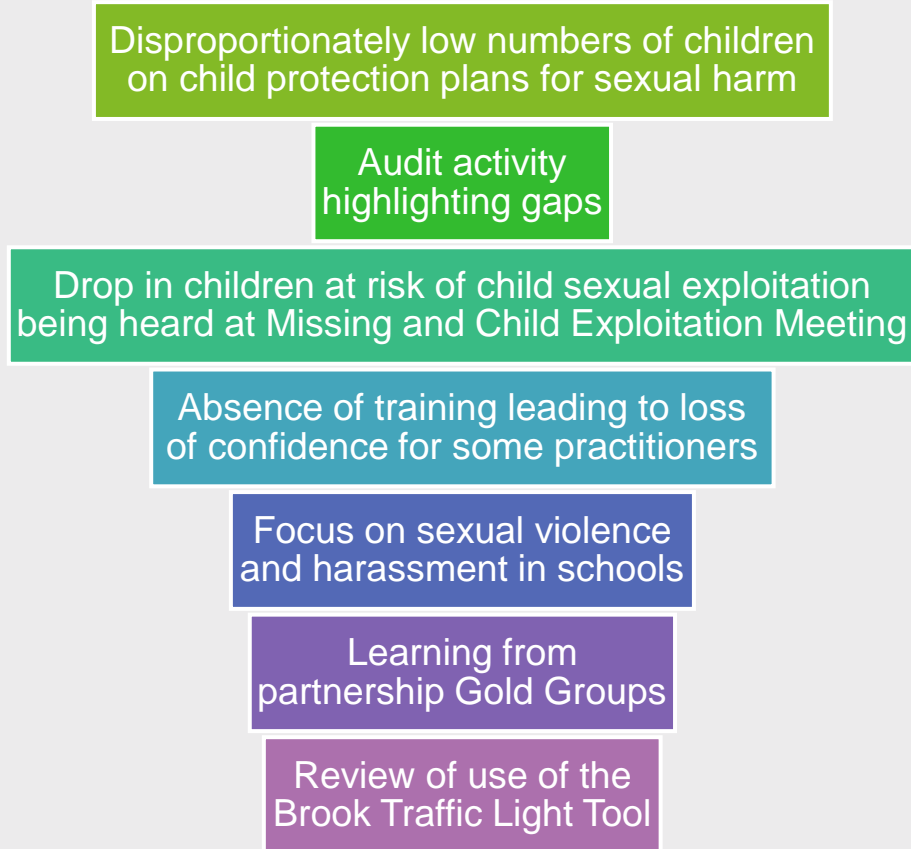 Disproportionately low numbers of children
on child protection plans for sexual harm
Audit activity
highlighting gaps
Drop in children at risk of child sexual exploitation
being heard at Missing and Child Exploitation Meeting
Absence of training leading to loss
of confidence for some practitioners
Focus on sexual violence
and harassment in schools
Learning from
partnership Gold Groups
Review of use of the
Brook Traffic Light Tool